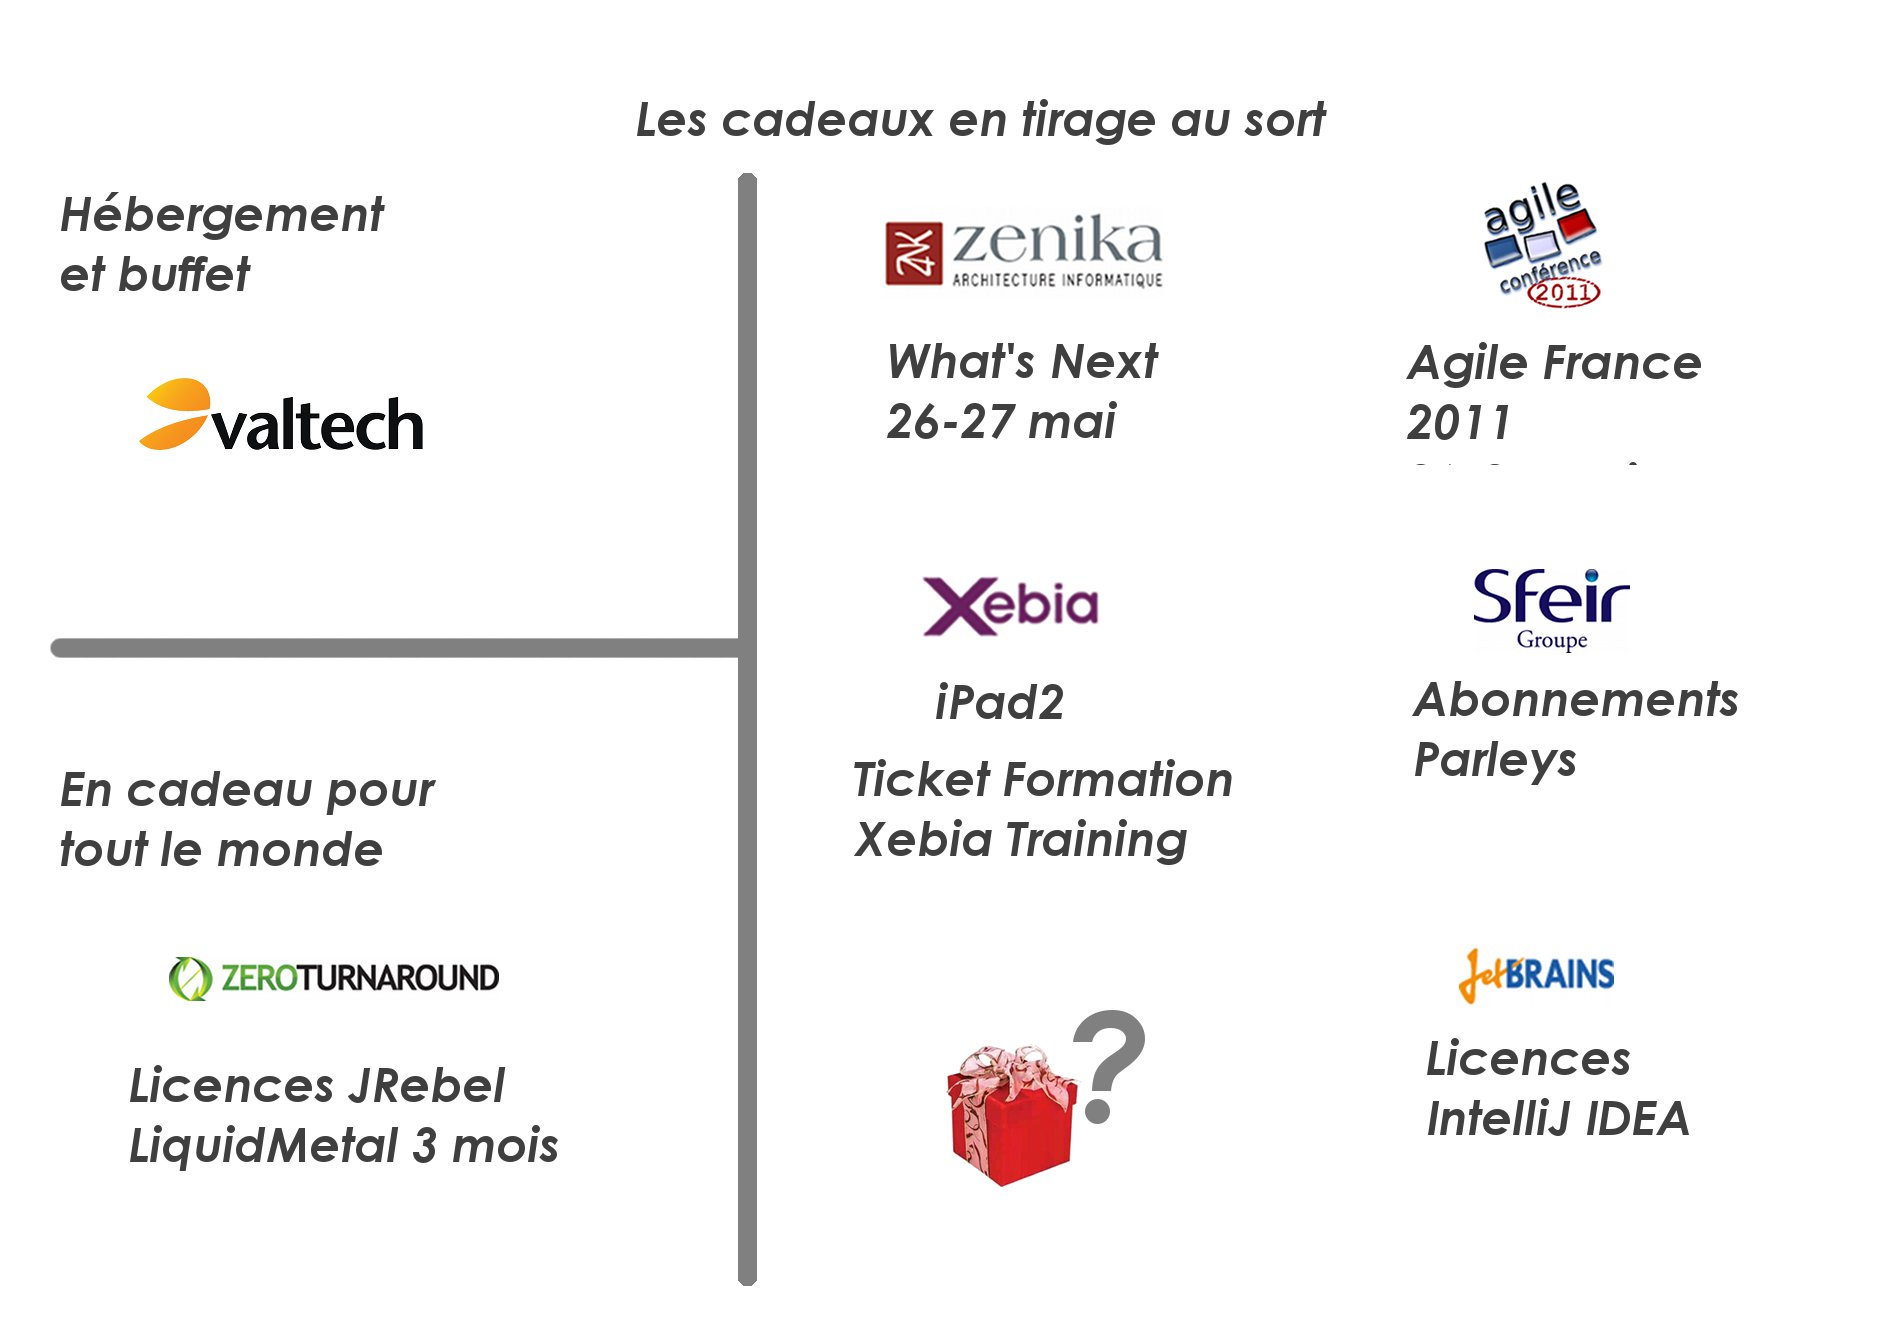 Les cadeaux en tirage au sort
Hébergement
et buffet
valtech
zenika
ARCHITECTURE INFORMATIQUE
What's Next
26-27 mai
agile
conférence
2011
Agile France
2011
Xebia
iPad2
Ticket Formation
Xebia Training
Sfeir
Groupe
Abonnements
Parleys
En cadeau pour
tout le monde
ZEROTURNAROUND
Licences JRebel
LiquidMetal 3 mois
?
JetBRAINS
Licences
IntelliJ IDEA